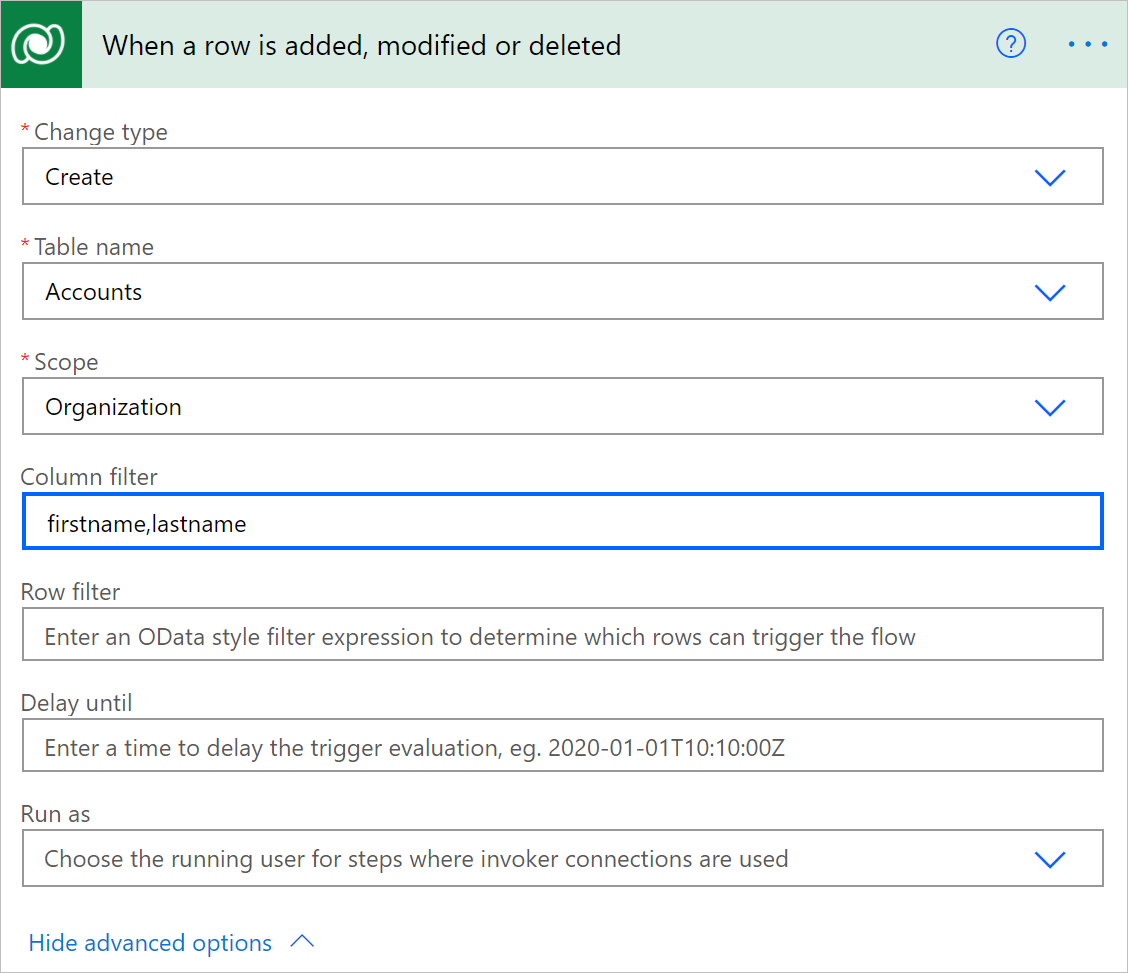 When a row is added, modified or deleted
?
* Change type
Create
* Table name
Accounts
* Scope
Organization
Column filter
firstname,lastname
Row filter
Enter an OData style filter expression to determine which rows can trigger the flow
Delay until
Enter a time to delay the trigger evaluation, eg. 2020-01-01T10:10:00Z
Run as
Choose the running user for steps where invoker connections are used
Hide advanced options